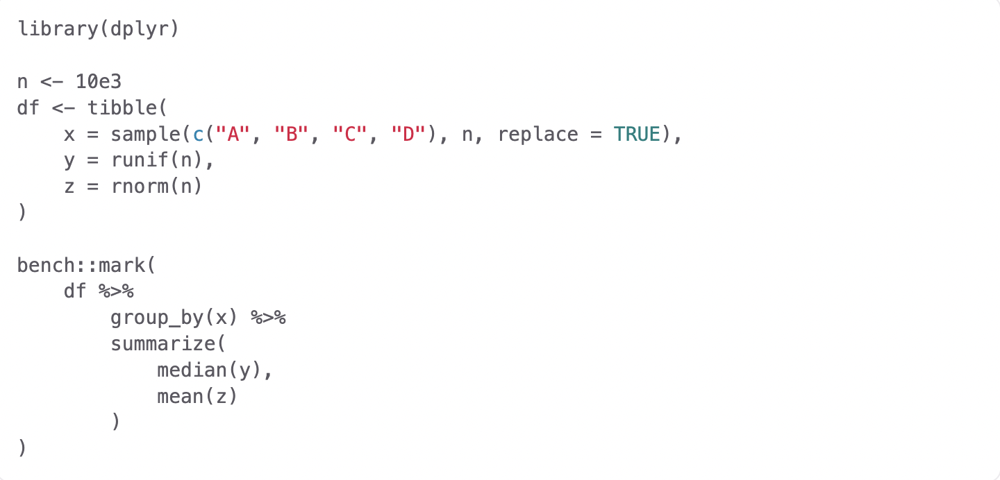 library(dplyr)

n <- 10e3
df <- tibble(
    x = sample(c("A", "B", "C", "D"), n, replace = TRUE),
    y = runif(n),
    z = rnorm(n)
)

bench::mark(
    df %>%
        group_by(x) %>%
        summarize(
            median(y),
            mean(z)
        )
)